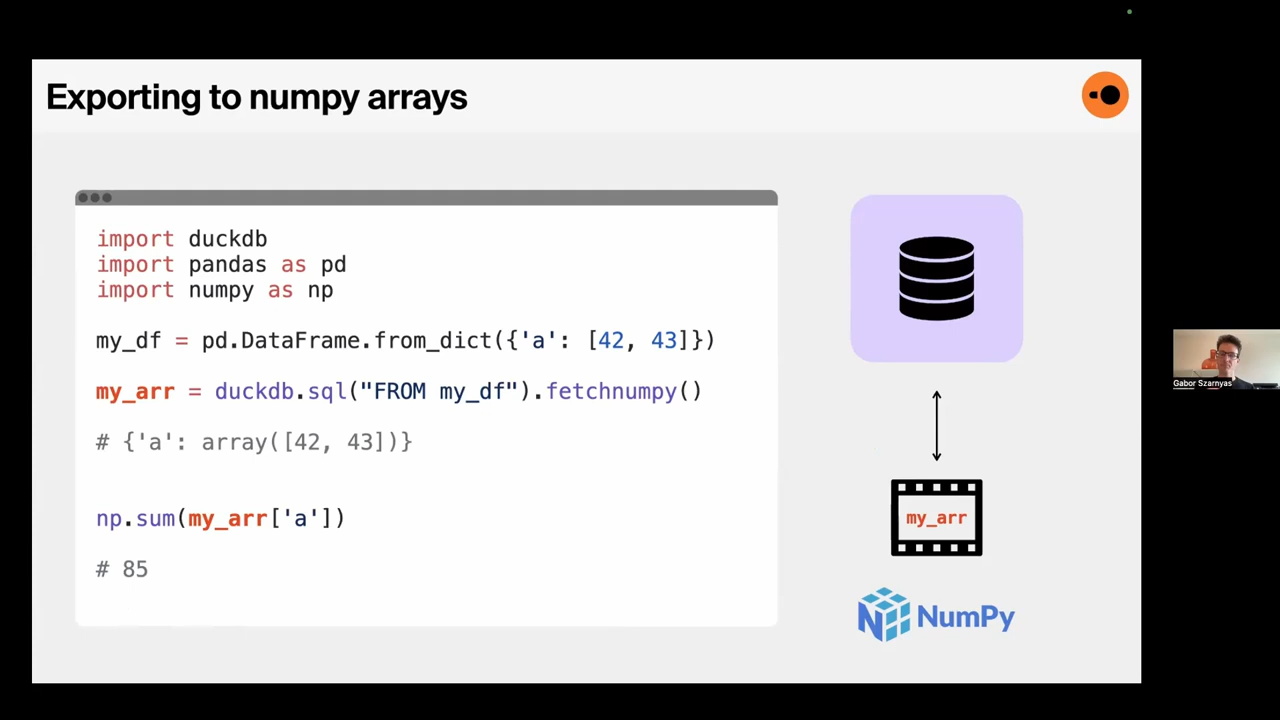 Exporting to numpy arrays
import duckdb
import pandas as pd
import numpy as np
my_df = pd.DataFrame.from_dict({'a': [42, 43]})
my_arr = duckdb.sql("FROM my_df").fetchnumpy()
# {'a': array([42, 43])}
np.sum(my_arr['a'])
# 85
my_arr
NumPy
Gabor Szarnyas